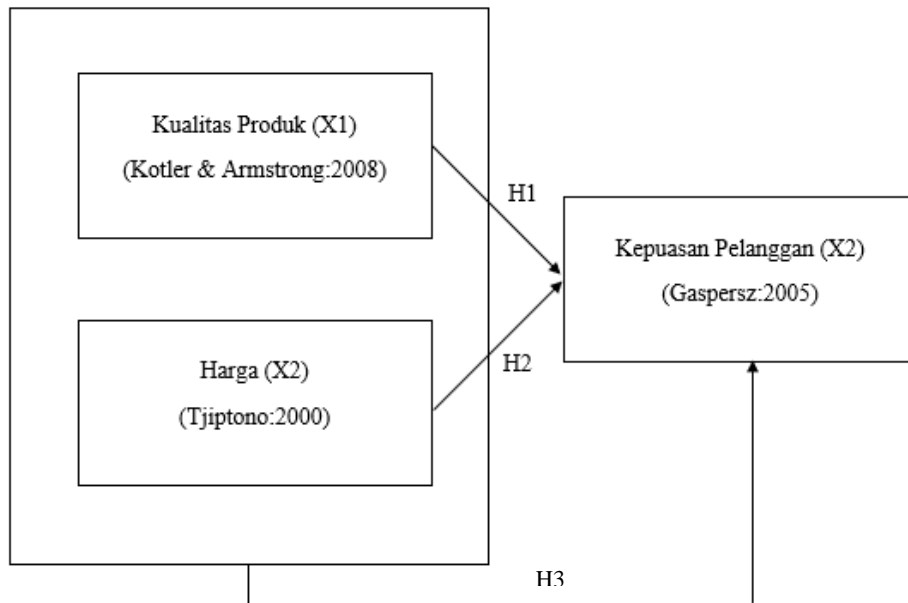 Kualitas Produk (X1)
(Kotler & Armstrong:2008)
H1
Kepuasan Pelanggan (X2)
(Gaspersz:2005)
Harga (X2)
(Tjiptono:2000)
H2
H3